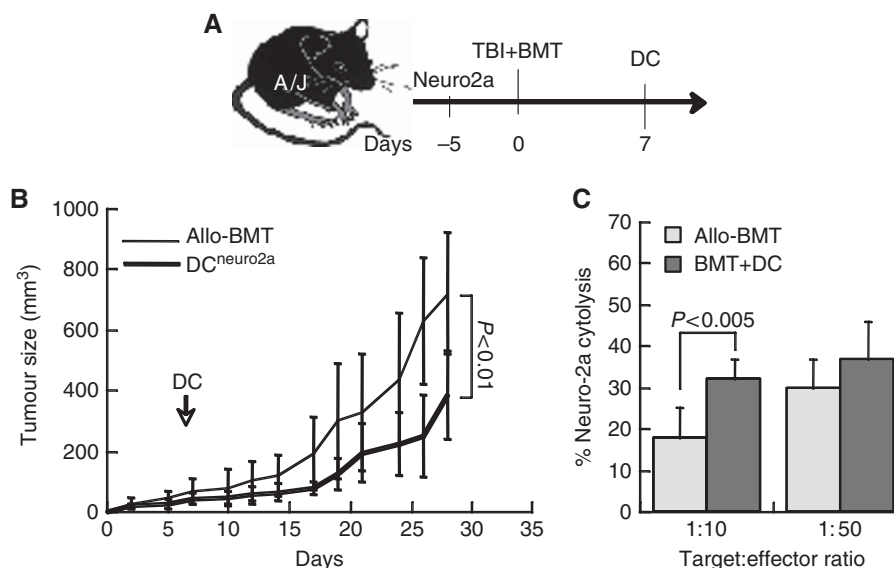 A
A/J
Neuro2a
TBI+BMT
DC
Days
–5
0
7
B
Tumour size (mm³)
1000
800
600
400
200
0
Allo-BMT
DCneuro2a
DC
P<0.01
0 5 10 15 20 25 30 35
Days
C
% Neuro-2a cytolysis
70
60
50
40
30
20
10
0
Allo-BMT
BMT+DC
P<0.005
1:10 1:50
Target:effector ratio